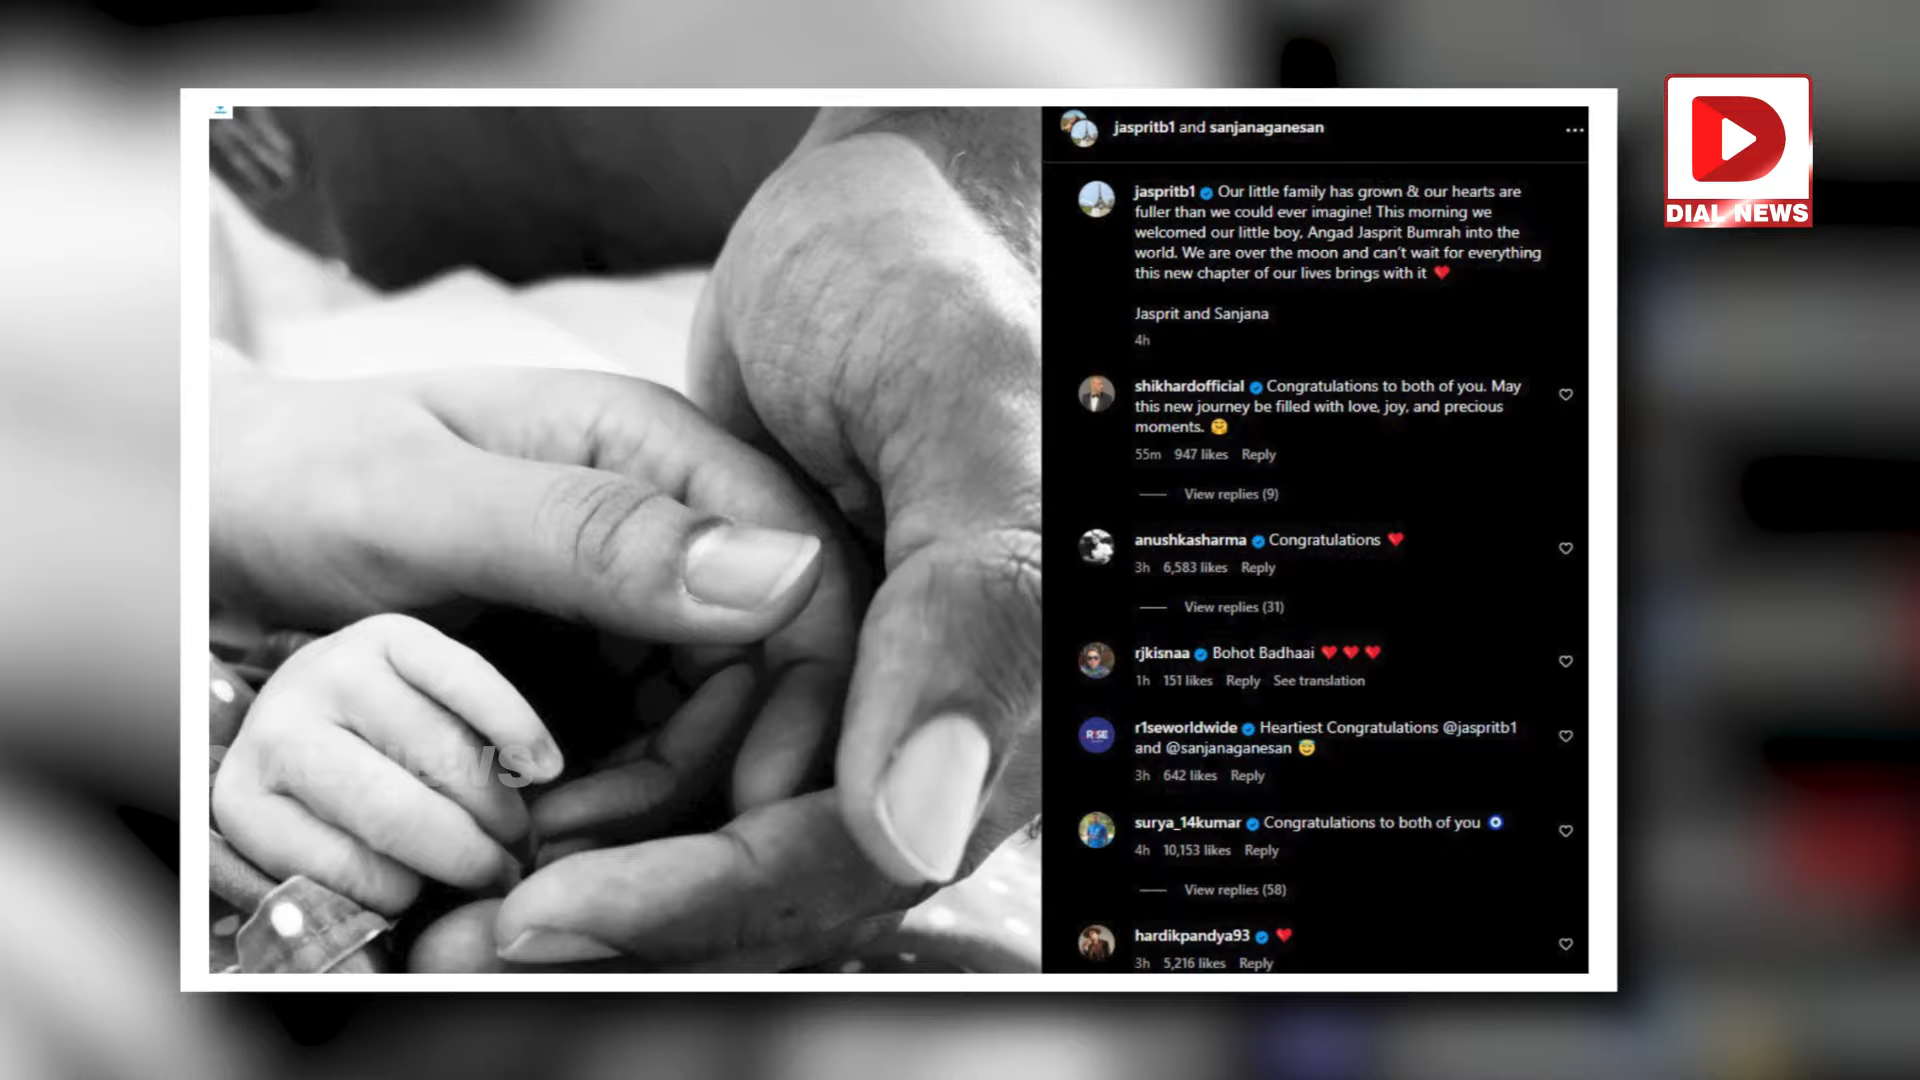 jaspritb1 and sanjanaganesan
jaspritb1 Our little family has grown & our hearts are
fuller than we could ever imagine! This morning we
welcomed our little boy, Angad Jasprit Bumrah into the
world. We are over the moon and can't wait for everything
this new chapter of our lives brings with it ❤️
Jasprit and Sanjana
4h
shikhardofficial Congratulations to both of you. May
this new journey be filled with love, joy, and precious
moments. 🤗
55m 947 likes Reply
View replies (9)
anushkasharma Congratulations ❤️
3h 6,583 likes Reply
View replies (31)
rjkisnaa Bohot Badhaai ❤️❤️❤️
1h 151 likes Reply See translation
r1seworldwide Heartiest Congratulations @jaspritb1
and @sanjanaganesan 😇
3h 642 likes Reply
surya_14kumar Congratulations to both of you 🧿
4h 10,153 likes Reply
View replies (58)
hardikpandya93 ❤️
3h 5,216 likes Reply
DIAL NEWS
R1SE
DIAL NEWS